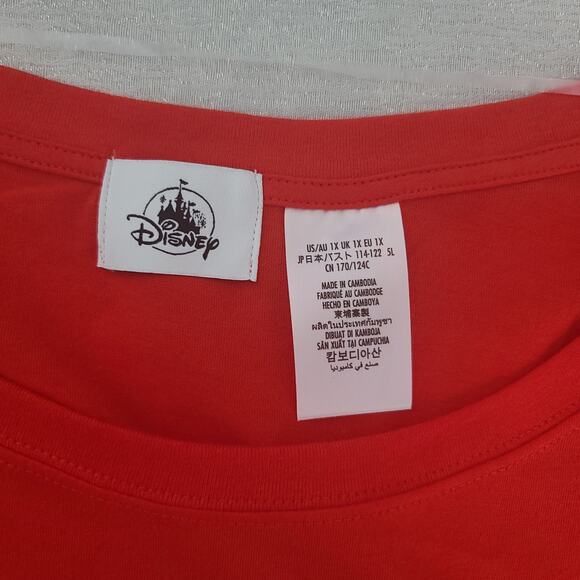 Disney
US/AU 1X UK 1X EU 1X
JP日本バスト 114-122 5L
CN 170/124C
MADE IN CAMBODIA
FABRIQUÉ AU CAMBODGE
HECHO EN CAMBOYA
柬埔寨製
ผลิตในประเทศกัมพูชา
DIBUAT DI KAMBOJA
SẢN XUẤT TẠI CAMPUCHIA
캄보디아산
صنع في كامبوديا